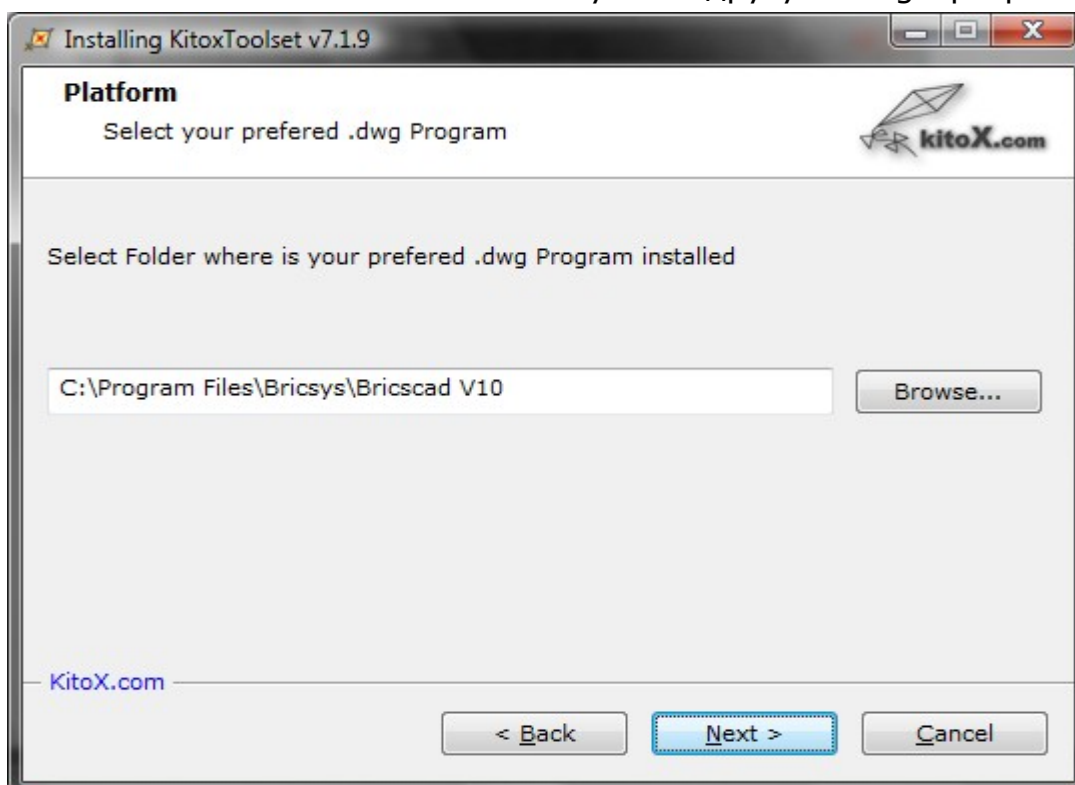 Installing KitoxToolset v7.1.9
Platform
Select your prefered .dwg Program
kitoX.com
Select Folder where is your prefered .dwg Program installed
C:\Program Files\Bricsys\Bricscad V10
Browse...
KitoX.com
< Back
Next >
Cancel